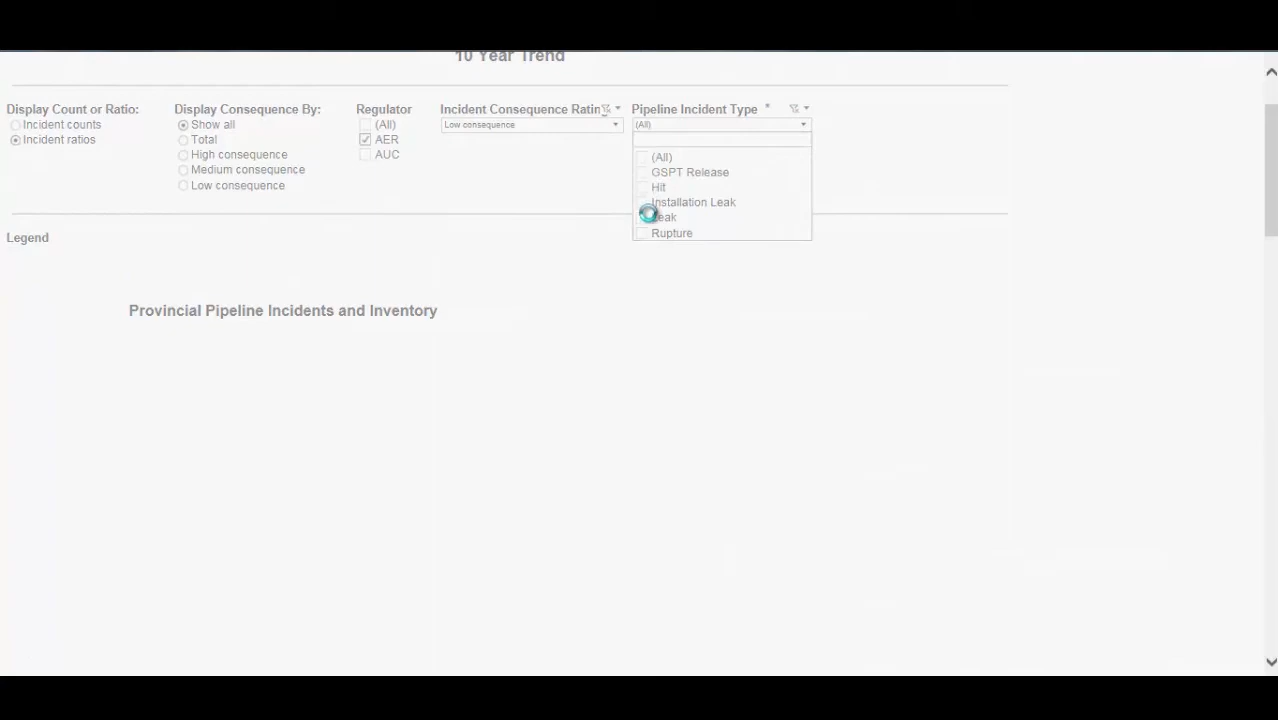 10 Year Trend
Display Count or Ratio:
Incident counts
Incident ratios
Display Consequence By:
Show all
Total
High consequence
Medium consequence
Low consequence
Regulator
(All)
AER
AUC
Incident Consequence Ratin
Low consequence
Pipeline Incident Type *
(All)
(All)
GSPT Release
Hit
Installation Leak
Leak
Rupture
Legend
Provincial Pipeline Incidents and Inventory